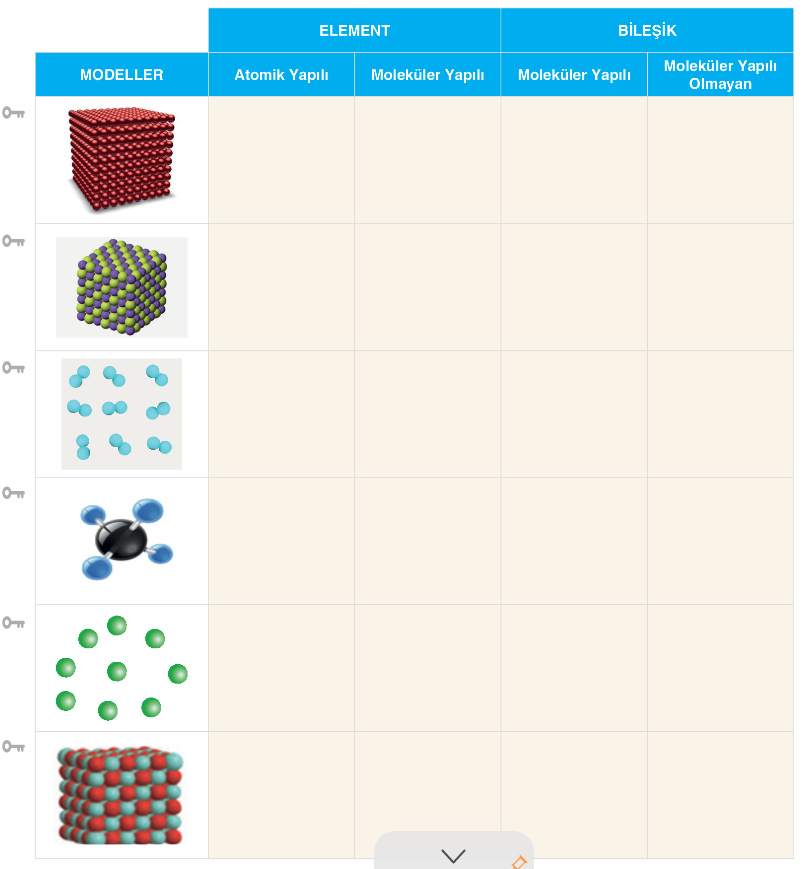 ELEMENT
BİLEŞİK
MODELLER
Atomik Yapılı
Moleküler Yapılı
Moleküler Yapılı
Moleküler Yapılı
Olmayan